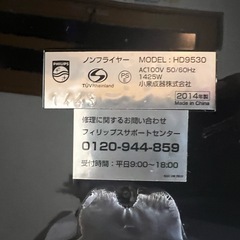 PHILIPS
ノンフライヤー MODEL: HD9530
AC100V 50/60Hz
1425W
TÜVRheinland
PS
E
小泉成器株式会社
2014年製
Made in China
修理に関するお問い合わせ
フィリップスサポートセンター
0120-944-859
受付時間:平日9:00~18:00